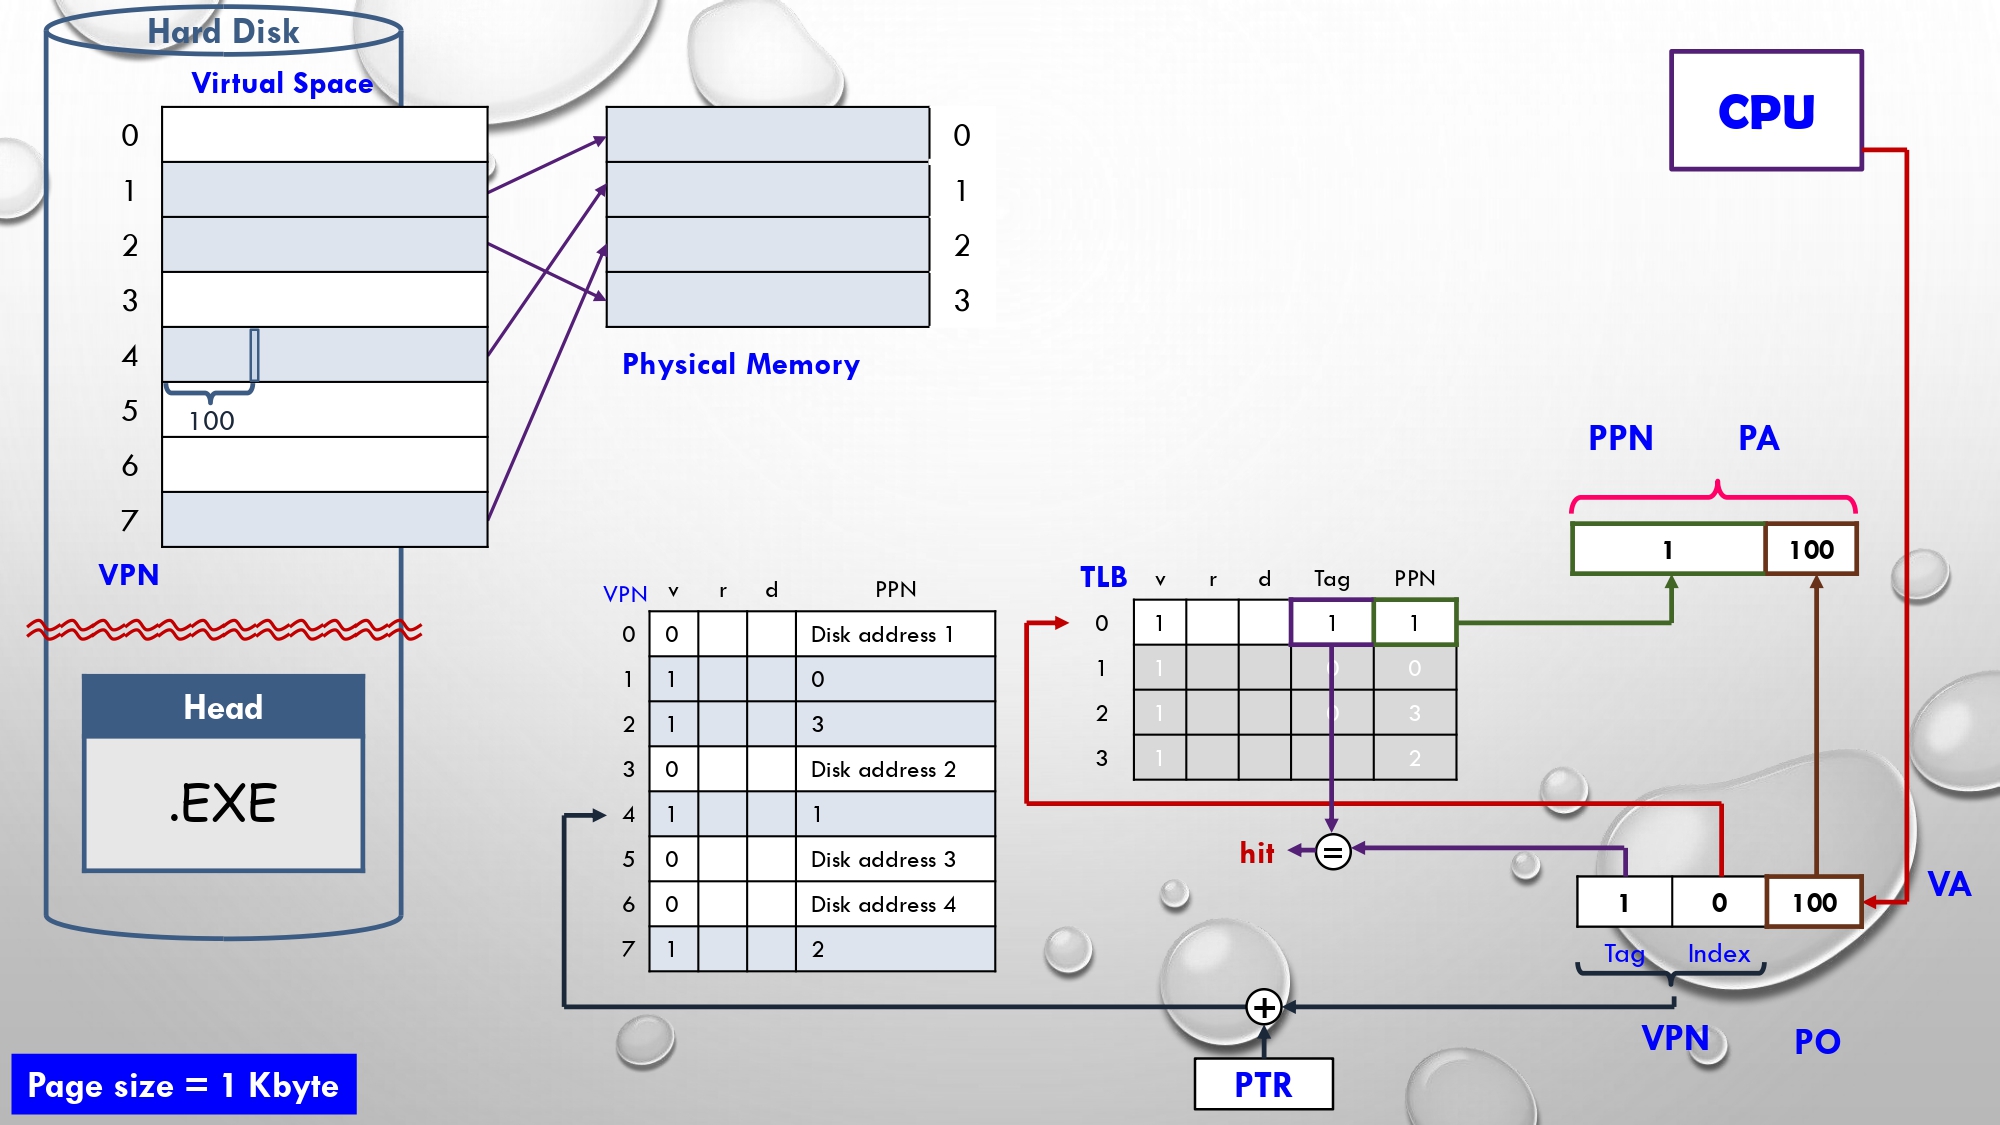 Hard Disk
Virtual Space
0
1
2
3
4
5
6
7
100
VPN
Head
.EXE
Page size = 1 Kbyte
0
1
2
3
Physical Memory
CPU
VPN v r d PPN
0 0 Disk address 1
1 1 0
2 1 3
3 0 Disk address 2
4 1 1
5 0 Disk address 3
6 0 Disk address 4
7 1 2
TLB v r d Tag PPN
0 1 1 1
1 1 0 0
2 1 0 3
3 1 2
PPN PA
1 100
hit =
VA
1 0 100
Tag Index
VPN PO
+
PTR